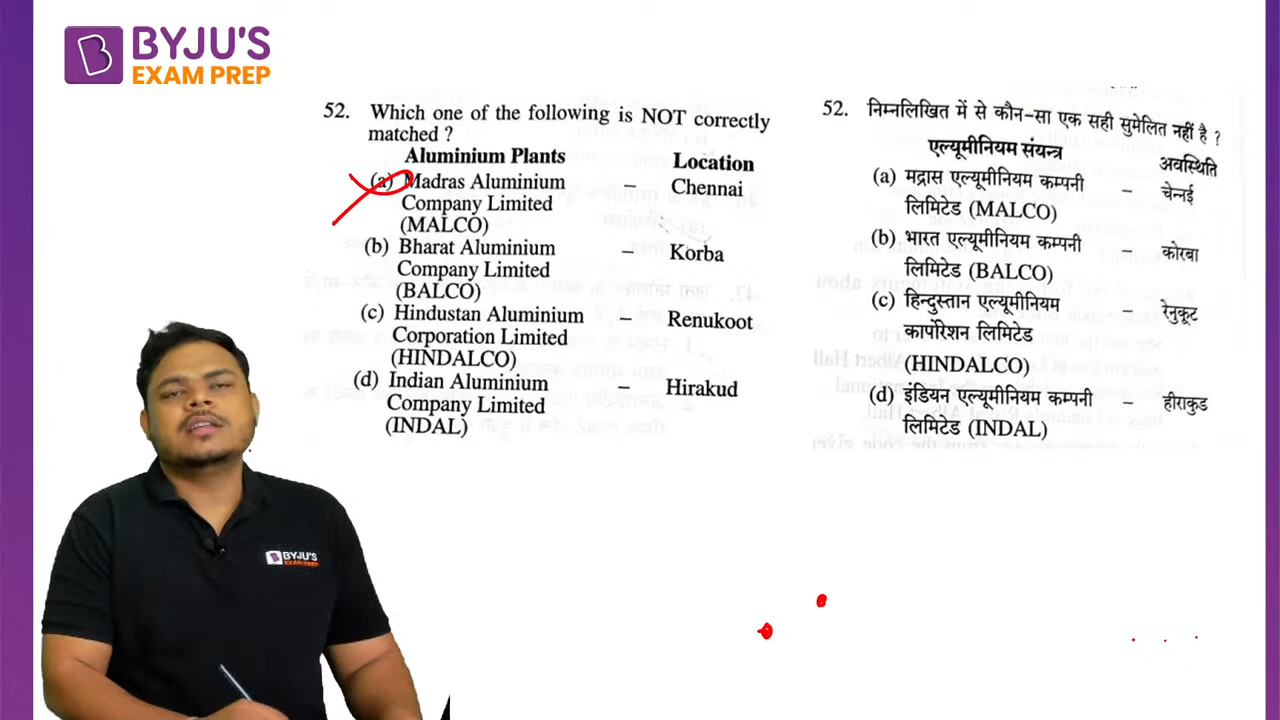 BYJU'S
EXAM PREP
52. Which one of the following is NOT correctly
matched ?
Aluminium Plants Location
(a) Madras Aluminium – Chennai
Company Limited
(MALCO)
(b) Bharat Aluminium – Korba
Company Limited
(BALCO)
(c) Hindustan Aluminium – Renukoot
Corporation Limited
(HINDALCO)
(d) Indian Aluminium – Hirakud
Company Limited
(INDAL)
52. निम्नलिखित में से कौन-सा एक सही सुमेलित नहीं है ?
एल्यूमीनियम संयन्त्र अवस्थिति
(a) मद्रास एल्यूमीनियम कम्पनी – चेन्नई
लिमिटेड (MALCO)
(b) भारत एल्यूमीनियम कम्पनी – कोरबा
लिमिटेड (BALCO)
(c) हिन्दुस्तान एल्यूमीनियम – रेनुकूट
कार्पोरेशन लिमिटेड
(HINDALCO)
(d) इंडियन एल्यूमीनियम कम्पनी – हीराकुड
लिमिटेड (INDAL)
BYJU'S
EXAM PREP